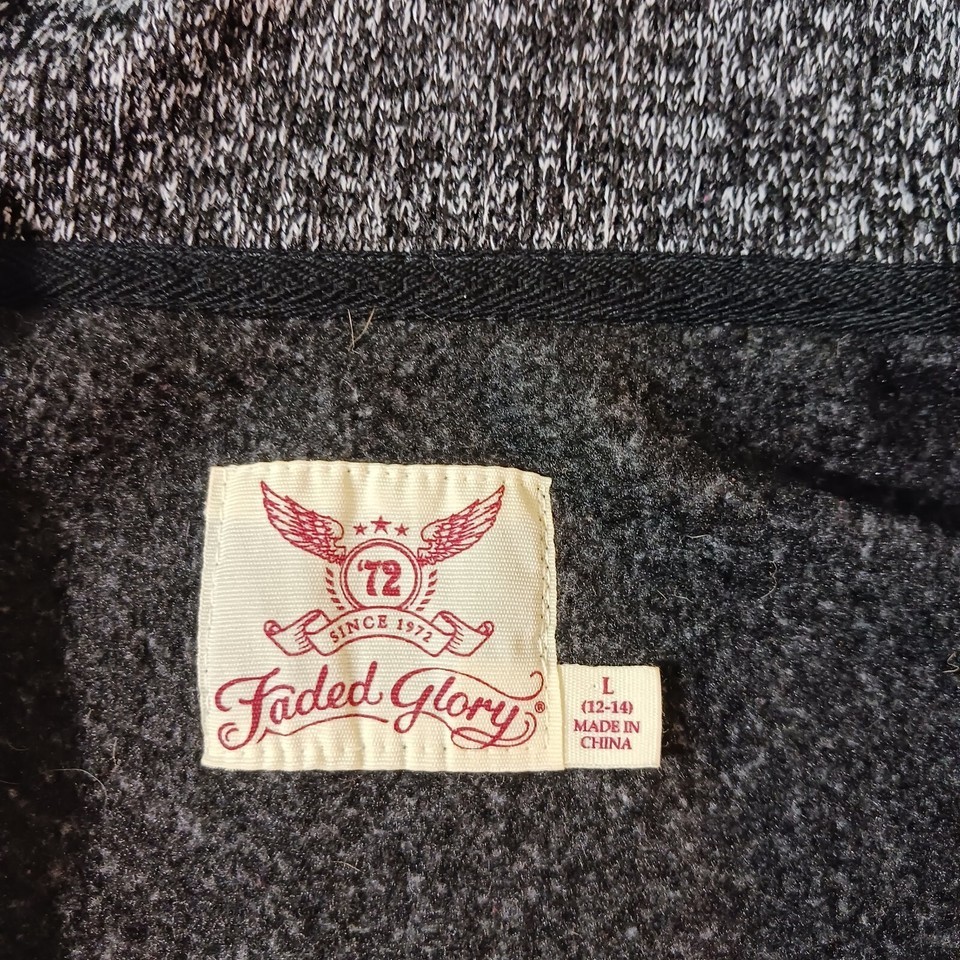 '72
SINCE 1972
Faded Glory®
L
(12-14)
MADE IN
CHINA